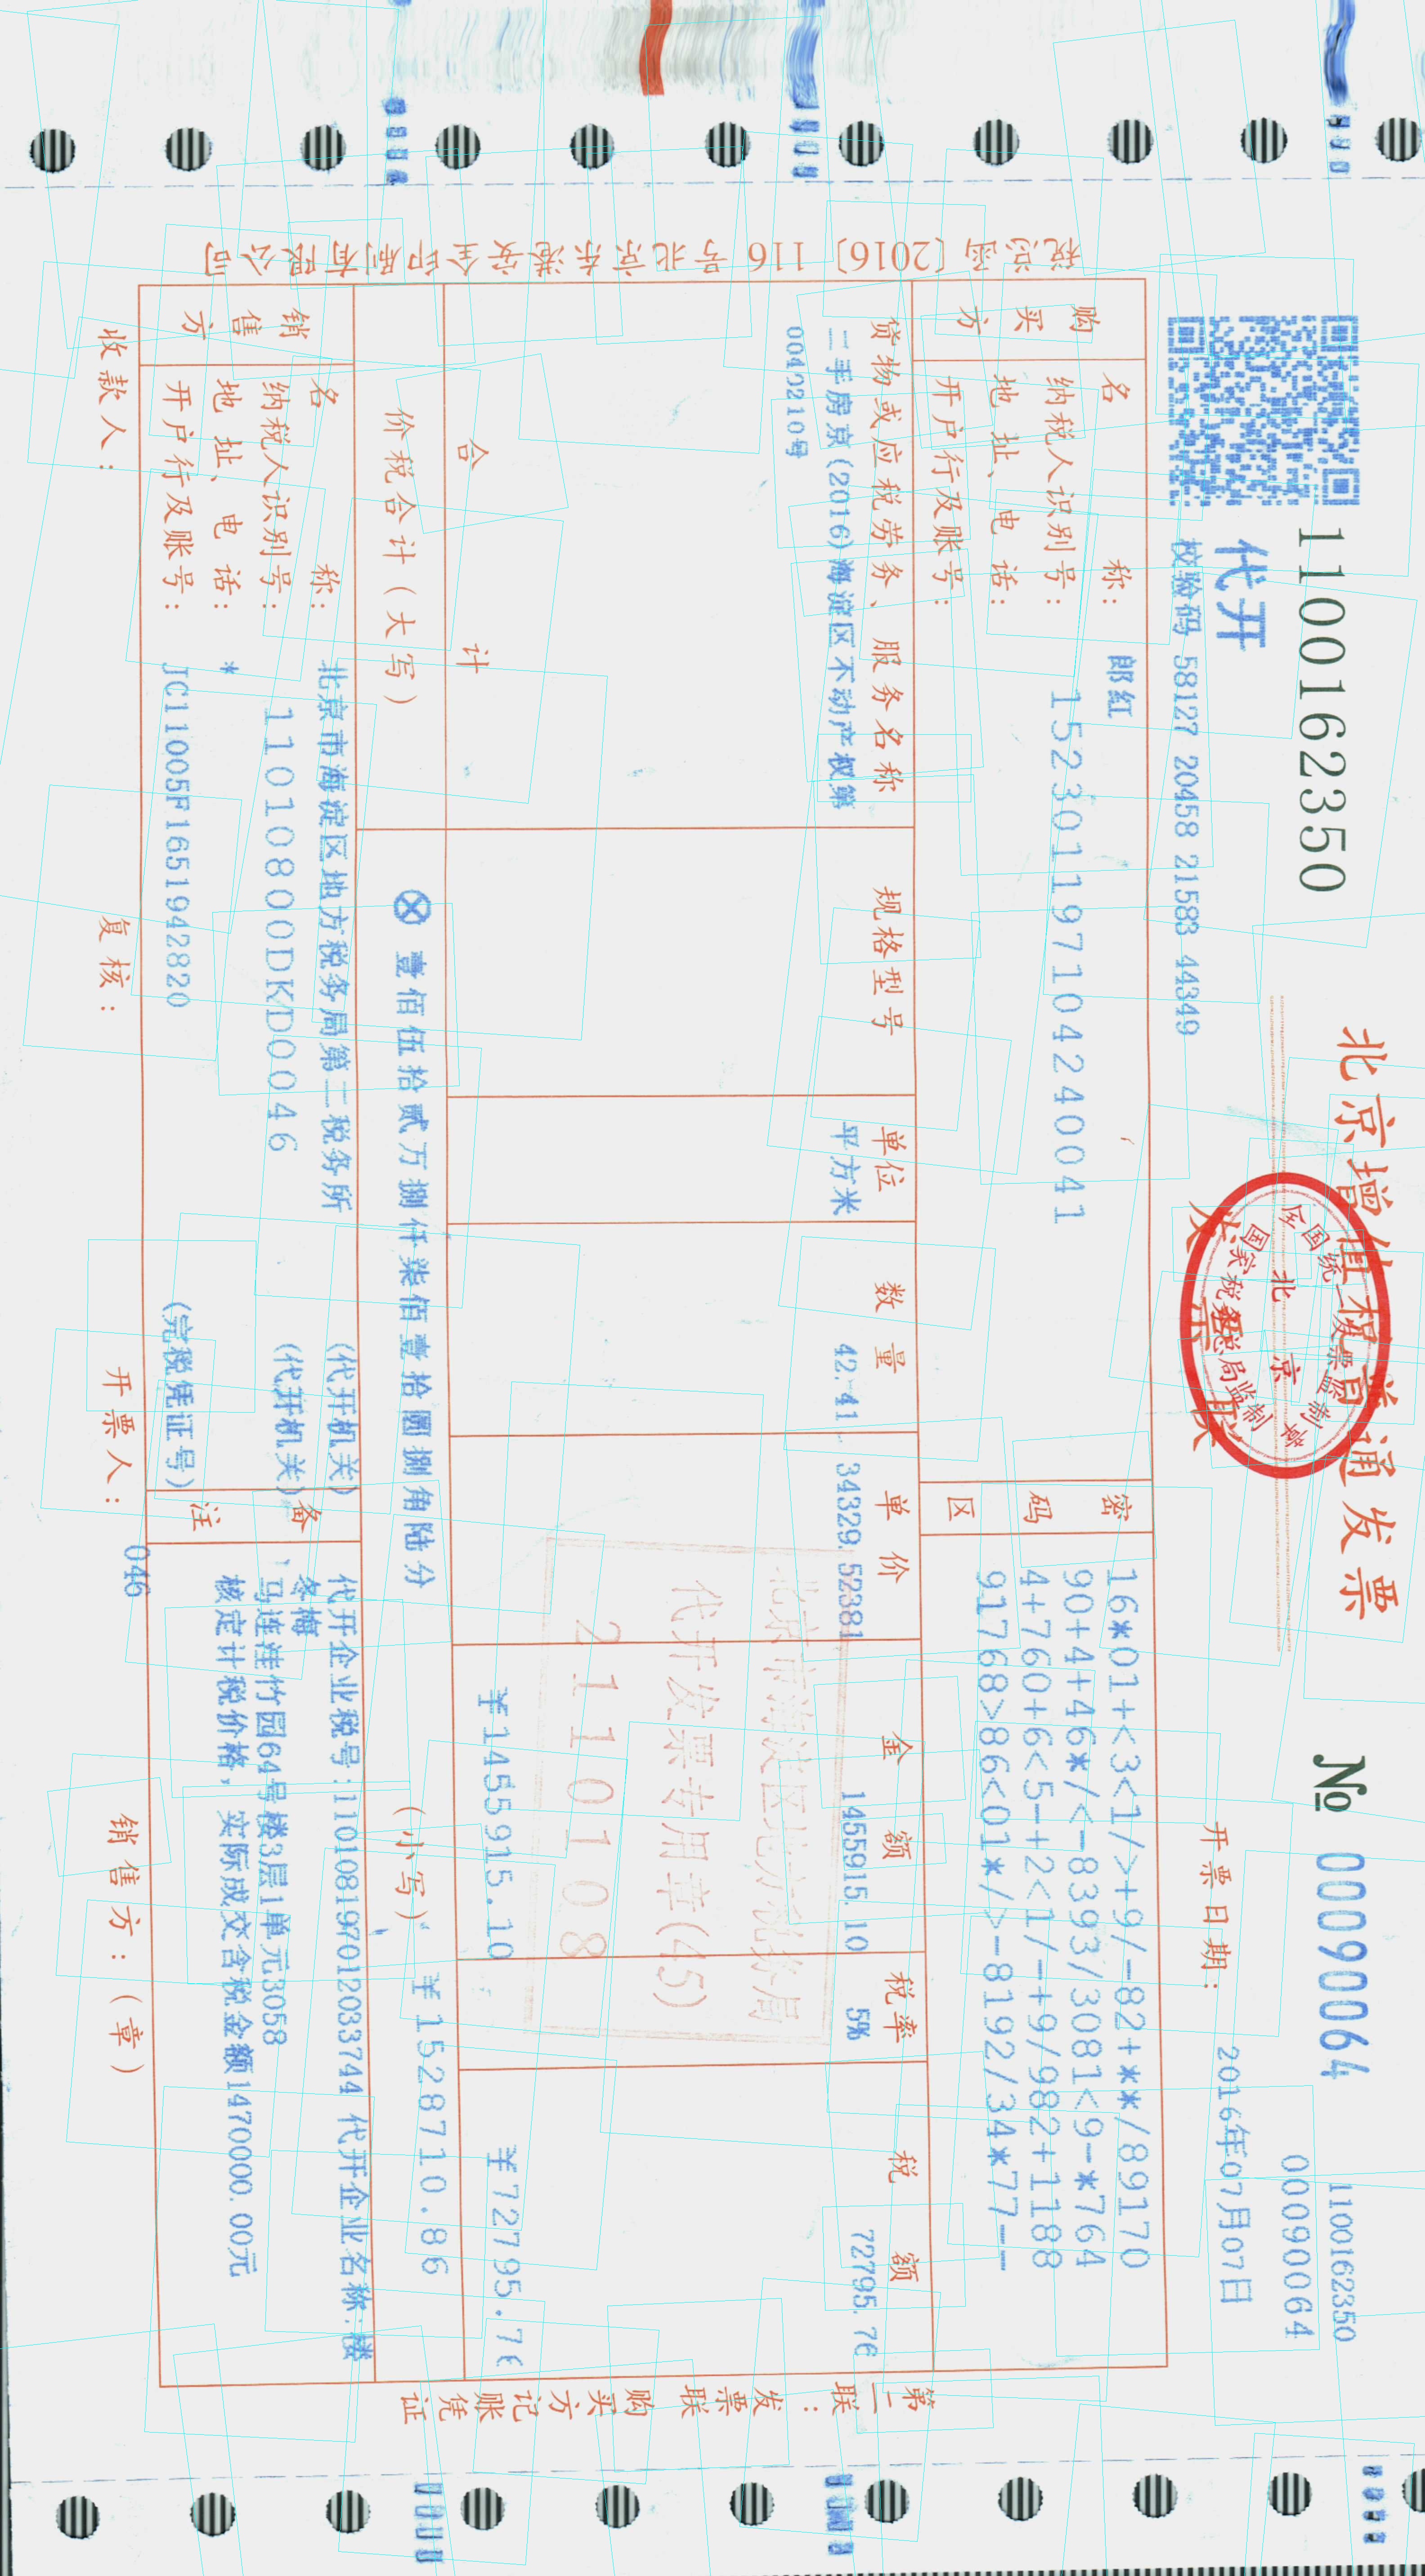 1100162350
北京增值税普通发票
№ 00090064
1100162350
00090064
代开
发票联
全国统一发票监制章
北京
国家税务总局监制
开票日期: 2016年07月07日
校验码 58127 20458 21583 44349
购买方
名 称: 郎红
纳税人识别号: 152301197104240041
地址、电话:
开户行及账号:
密码区
16*01+<3<1/>+9/-82+**/89170
90+4+46*/<-8393/3081<9-*764
4+760+6<5-+2<1/-+9/982+1188
91768>86<01*/>-8192/34*77--
货物或应税劳务、服务名称 规格型号 单位 数量 单价 金额 税率 税额
二手房京(2016)海淀区不动产权第 平方米 42.41 34329.52381 1455915.10 5% 72795.76
0040210号
北京市海淀区地方税务局
代开发票专用章(45)
2110108
合 计 ¥1455915.10 ¥72795.76
价税合计(大写) ⊗壹佰伍拾贰万捌仟柒佰壹拾圆捌角陆分 (小写) ¥1528710.86
销售方
名 称: 北京市海淀区地方税务局第二税务所 (代开机关)
纳税人识别号: 11010800DKD0046 (代开机关)
地址、电话: *
开户行及账号: JC11005F1651942820 (完税凭证号)
备注
代开企业税号:110108197012033744 代开企业名称:楼
冬梅
马连洼竹园64号楼3层1单元3058
核定计税价格, 实际成交含税金额1470000.00元
收款人: 复核: 开票人: 046 销售方:(章)
税总函〔2016〕116号北京东港安全印刷有限公司
第二联:发票联 购买方记账凭证